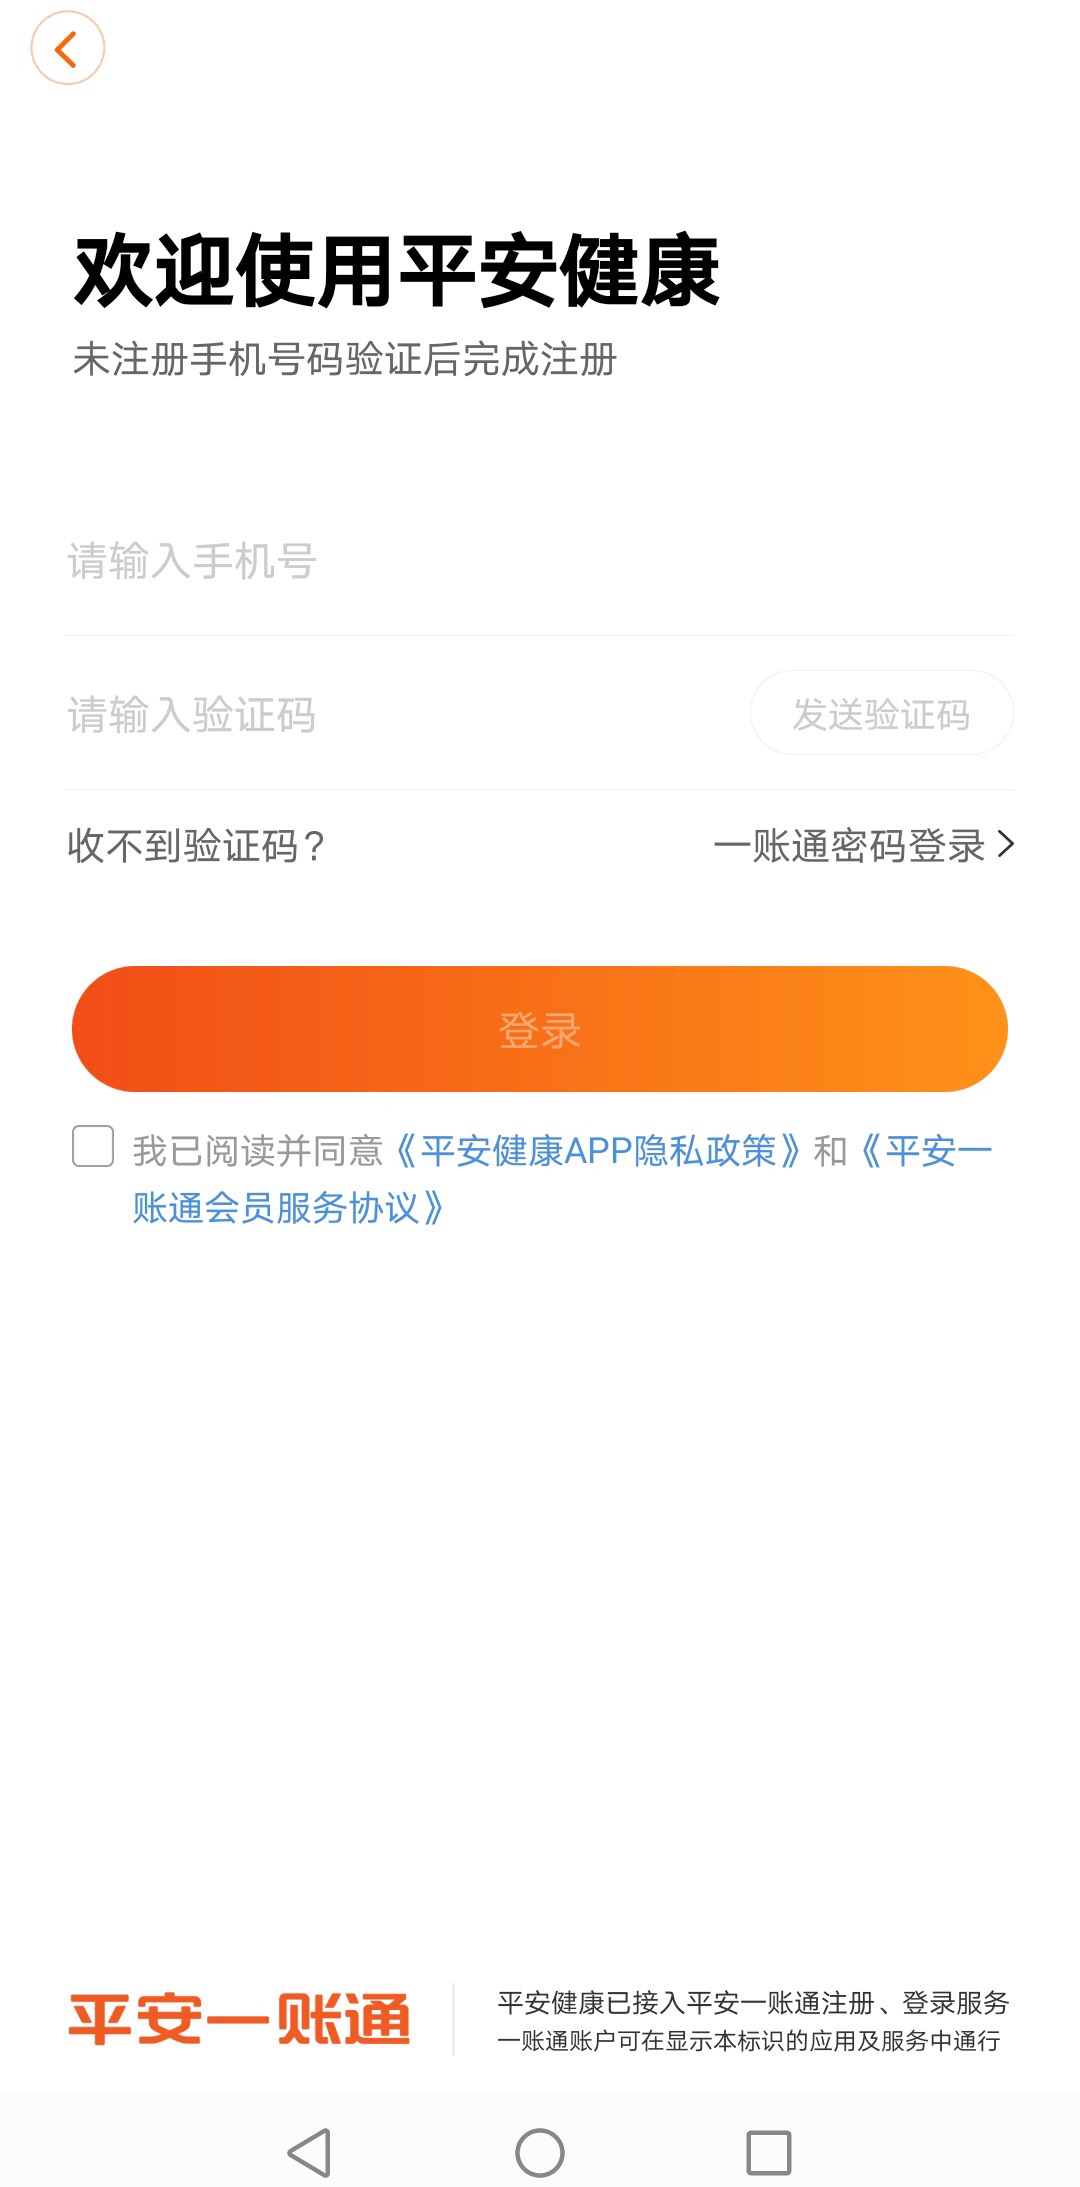 欢迎使用平安健康
未注册手机号码验证后完成注册
请输入手机号
请输入验证码
发送验证码
收不到验证码?
一账通密码登录
登录
我已阅读并同意《平安健康APP隐私政策》和《平安一
账通会员服务协议》
平安一账通
平安健康已接入平安一账通注册、登录服务
一账通账户可在显示本标识的应用及服务中通行